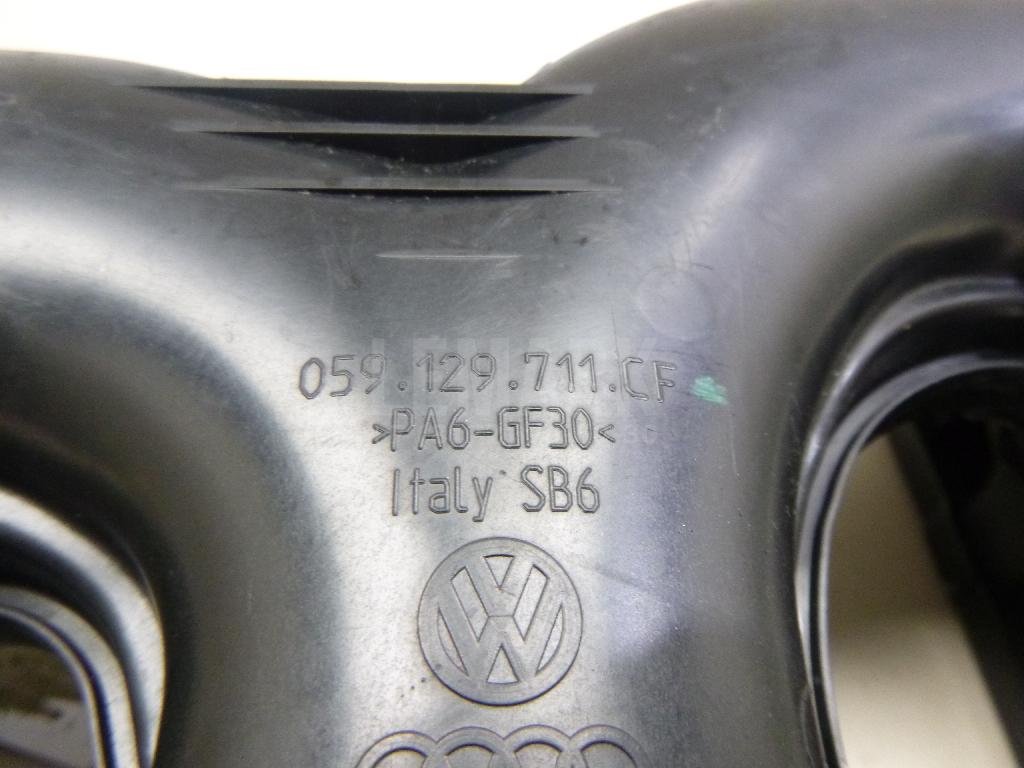 059.129.711.CF
>PA6-GF30<
Italy SB6